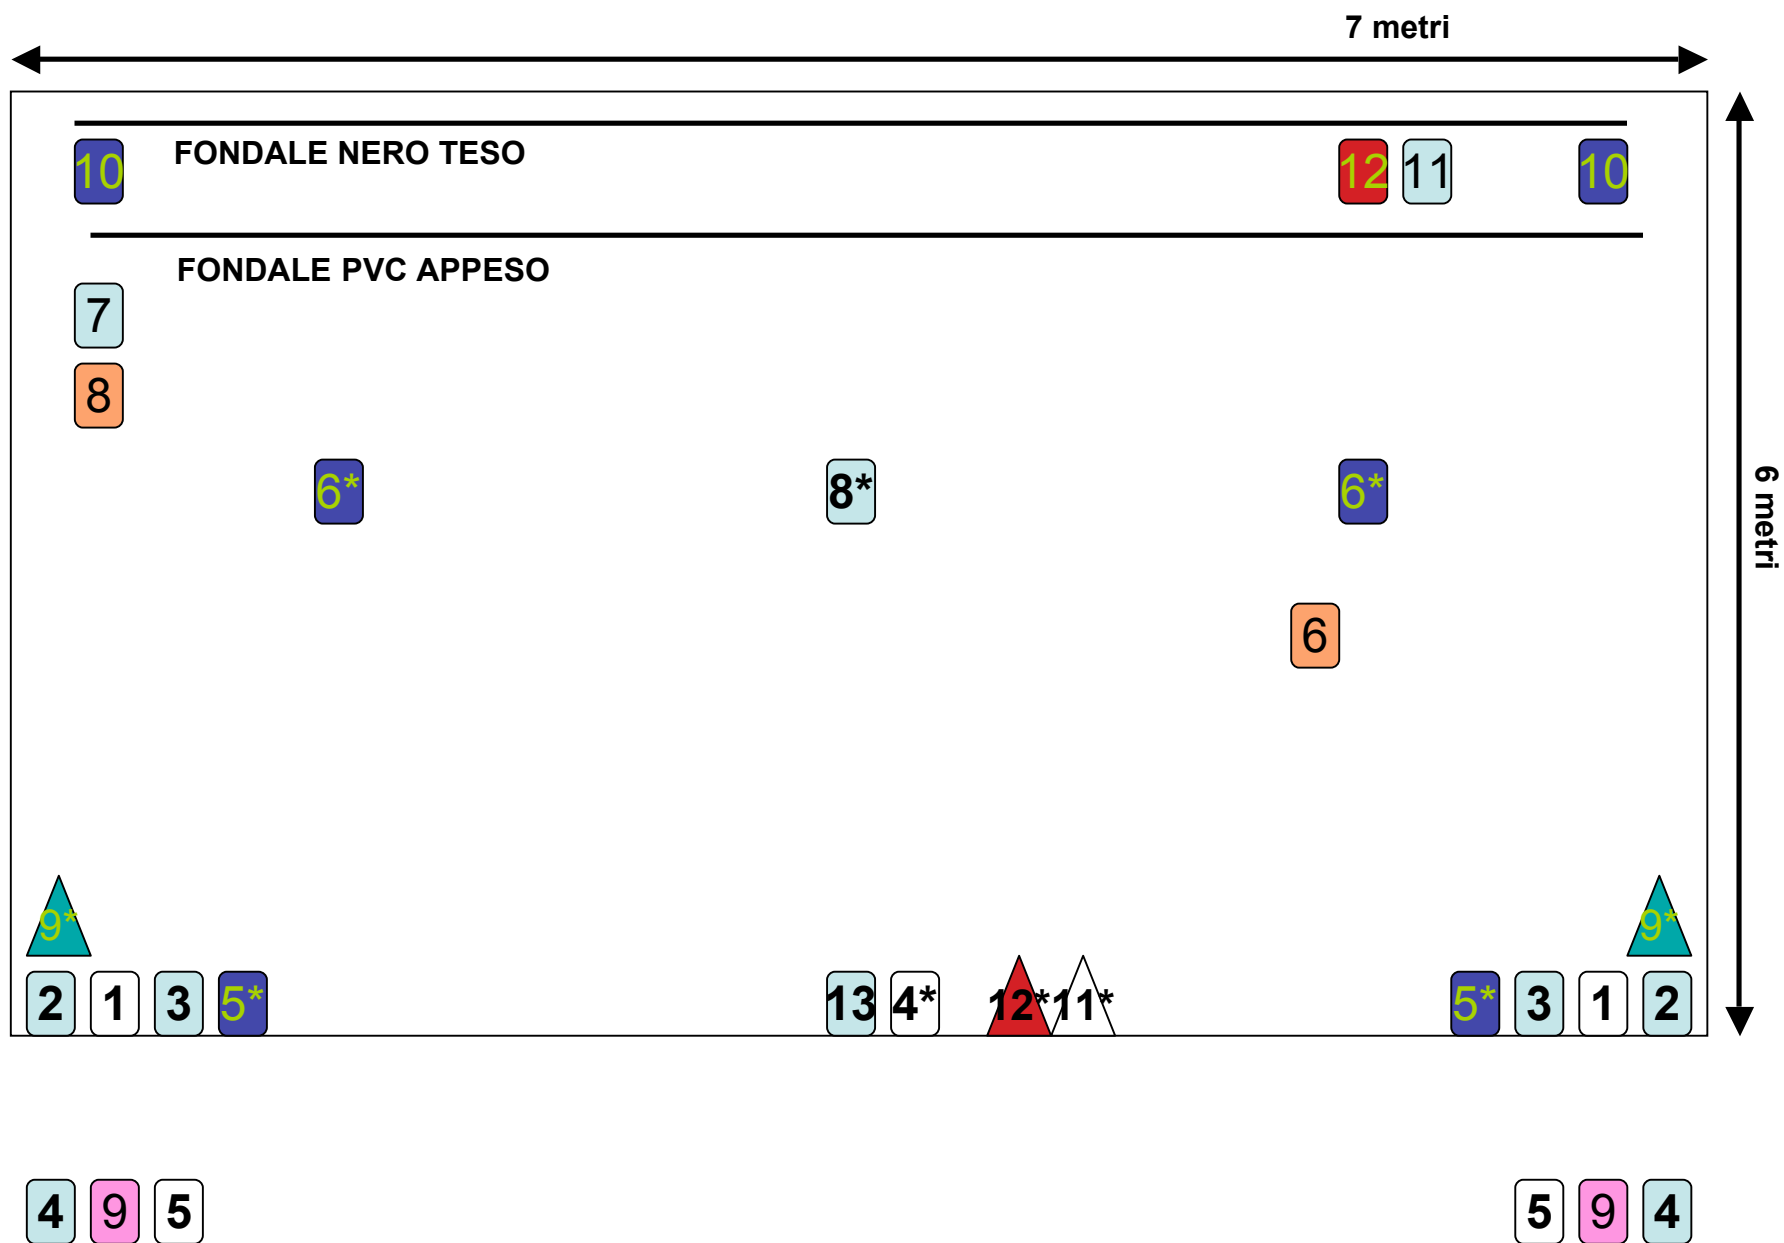 7 metri
FONDALE NERO TESO
10 12 11 10
FONDALE PVC APPESO
7
8
6* 8* 6*
6 metri
6
9* 9*
2 1 3 5* 13 4* 12* 11* 5* 3 1 2
4 9 5 5 9 4